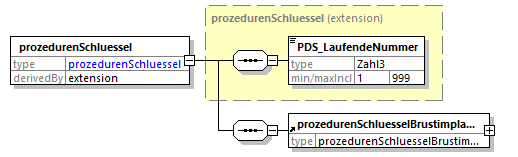 prozedurenSchluessel (extension)
prozedurenSchluessel
type prozedurenSchluessel
derivedBy extension
PDS_LaufendeNummer
type Zahl3
min/maxIncl 1 999
prozedurenSchluesselBrustimpla...
type prozedurenSchluesselBrustim...